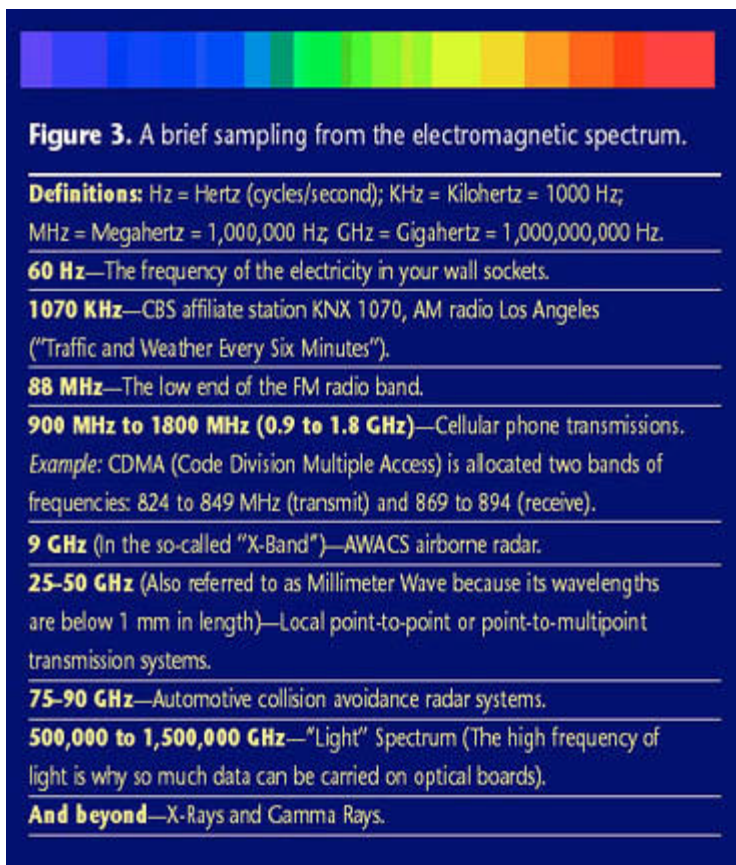 Figure 3. A brief sampling from the electromagnetic spectrum.
Definitions: Hz = Hertz (cycles/second); KHz = Kilohertz = 1000 Hz;
MHz = Megahertz = 1,000,000 Hz; GHz = Gigahertz = 1,000,000,000 Hz.
60 Hz—The frequency of the electricity in your wall sockets.
1070 KHz—CBS affiliate station KNX 1070, AM radio Los Angeles
("Traffic and Weather Every Six Minutes").
88 MHz—The low end of the FM radio band.
900 MHz to 1800 MHz (0.9 to 1.8 GHz)—Cellular phone transmissions.
Example: CDMA (Code Division Multiple Access) is allocated two bands of
frequencies: 824 to 849 MHz (transmit) and 869 to 894 (receive).
9 GHz (In the so-called "X-Band")—AWACS airborne radar.
25–50 GHz (Also referred to as Millimeter Wave because its wavelengths
are below 1 mm in length)—Local point-to-point or point-to-multipoint
transmission systems.
75–90 GHz—Automotive collision avoidance radar systems.
500,000 to 1,500,000 GHz—"Light" Spectrum (The high frequency of
light is why so much data can be carried on optical boards).
And beyond—X-Rays and Gamma Rays.